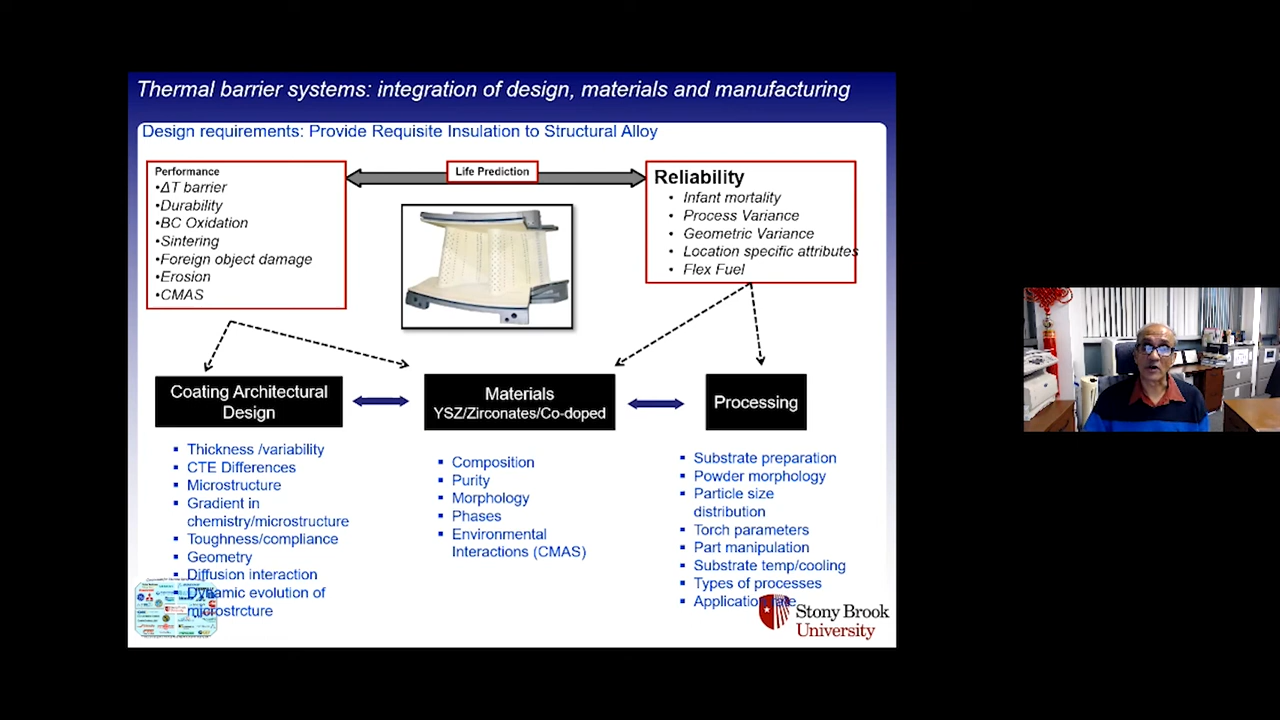 Thermal barrier systems: integration of design, materials and manufacturing
Design requirements: Provide Requisite Insulation to Structural Alloy
Performance
•ΔT barrier
•Durability
•BC Oxidation
•Sintering
•Foreign object damage
•Erosion
•CMAS
Life Prediction
Reliability
• Infant mortality
• Process Variance
• Geometric Variance
• Location specific attributes
• Flex Fuel
Coating Architectural
Design
▪ Thickness /variability
▪ CTE Differences
▪ Microstructure
▪ Gradient in
chemistry/microstructure
▪ Toughness/compliance
▪ Geometry
▪ Diffusion interaction
▪ Dynamic evolution of
microstrcture
Materials
YSZ/Zirconates/Co-doped
▪ Composition
▪ Purity
▪ Morphology
▪ Phases
▪ Environmental
Interactions (CMAS)
Processing
▪ Substrate preparation
▪ Powder morphology
▪ Particle size
distribution
▪ Torch parameters
▪ Part manipulation
▪ Substrate temp/cooling
▪ Types of processes
▪ Application rate
Stony Brook
University